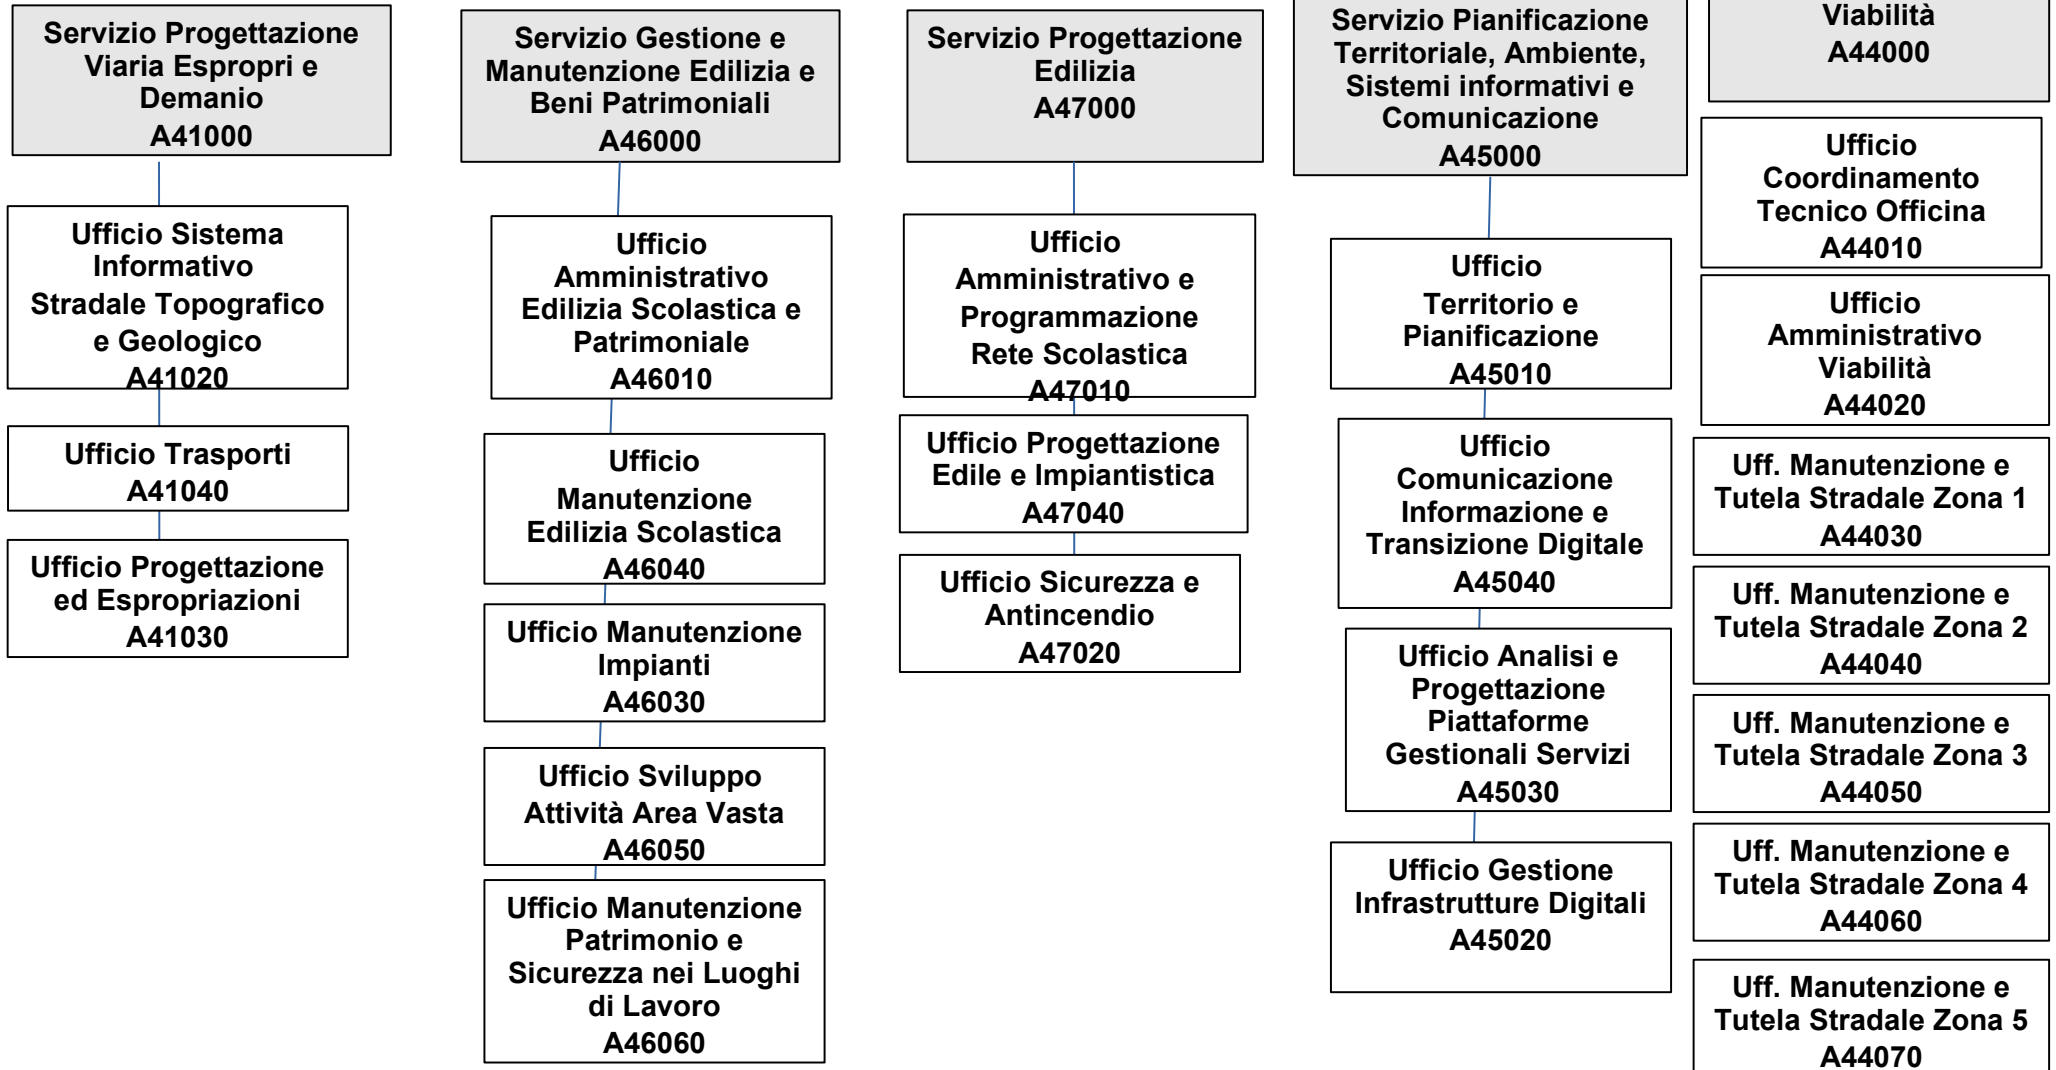 Servizio Progettazione
Viaria Espropri e
Demanio
A41000
Ufficio Sistema
Informativo
Stradale Topografico
e Geologico
A41020
Ufficio Trasporti
A41040
Ufficio Progettazione
ed Espropriazioni
A41030
Servizio Gestione e
Manutenzione Edilizia e
Beni Patrimoniali
A46000
Ufficio
Amministrativo
Edilizia Scolastica e
Patrimoniale
A46010
Ufficio
Manutenzione
Edilizia Scolastica
A46040
Ufficio Manutenzione
Impianti
A46030
Ufficio Sviluppo
Attività Area Vasta
A46050
Ufficio Manutenzione
Patrimonio e
Sicurezza nei Luoghi
di Lavoro
A46060
Servizio Progettazione
Edilizia
A47000
Ufficio
Amministrativo e
Programmazione
Rete Scolastica
A47010
Ufficio Progettazione
Edile e Impiantistica
A47040
Ufficio Sicurezza e
Antincendio
A47020
Servizio Pianificazione
Territoriale, Ambiente,
Sistemi informativi e
Comunicazione
A45000
Ufficio
Territorio e
Pianificazione
A45010
Ufficio
Comunicazione
Informazione e
Transizione Digitale
A45040
Ufficio Analisi e
Progettazione
Piattaforme
Gestionali Servizi
A45030
Ufficio Gestione
Infrastrutture Digitali
A45020
Viabilità
A44000
Ufficio
Coordinamento
Tecnico Officina
A44010
Ufficio
Amministrativo
Viabilità
A44020
Uff. Manutenzione e
Tutela Stradale Zona 1
A44030
Uff. Manutenzione e
Tutela Stradale Zona 2
A44040
Uff. Manutenzione e
Tutela Stradale Zona 3
A44050
Uff. Manutenzione e
Tutela Stradale Zona 4
A44060
Uff. Manutenzione e
Tutela Stradale Zona 5
A44070